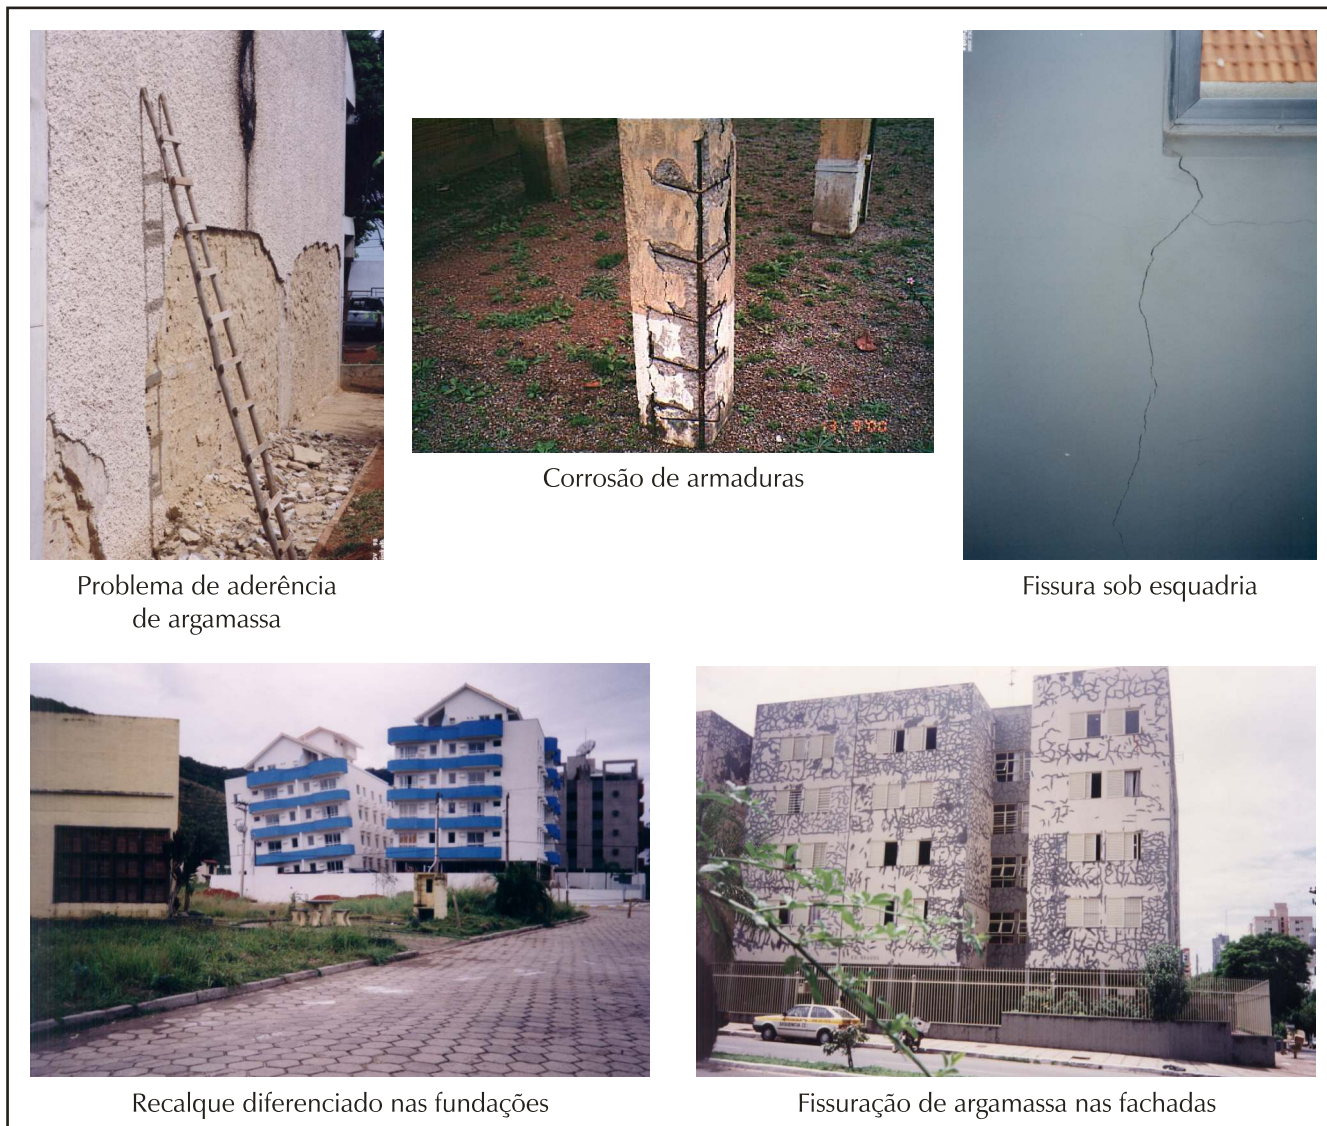 Corrosão de armaduras
Problema de aderência
de argamassa
Fissura sob esquadria
Recalque diferenciado nas fundações
Fissuração de argamassa nas fachadas